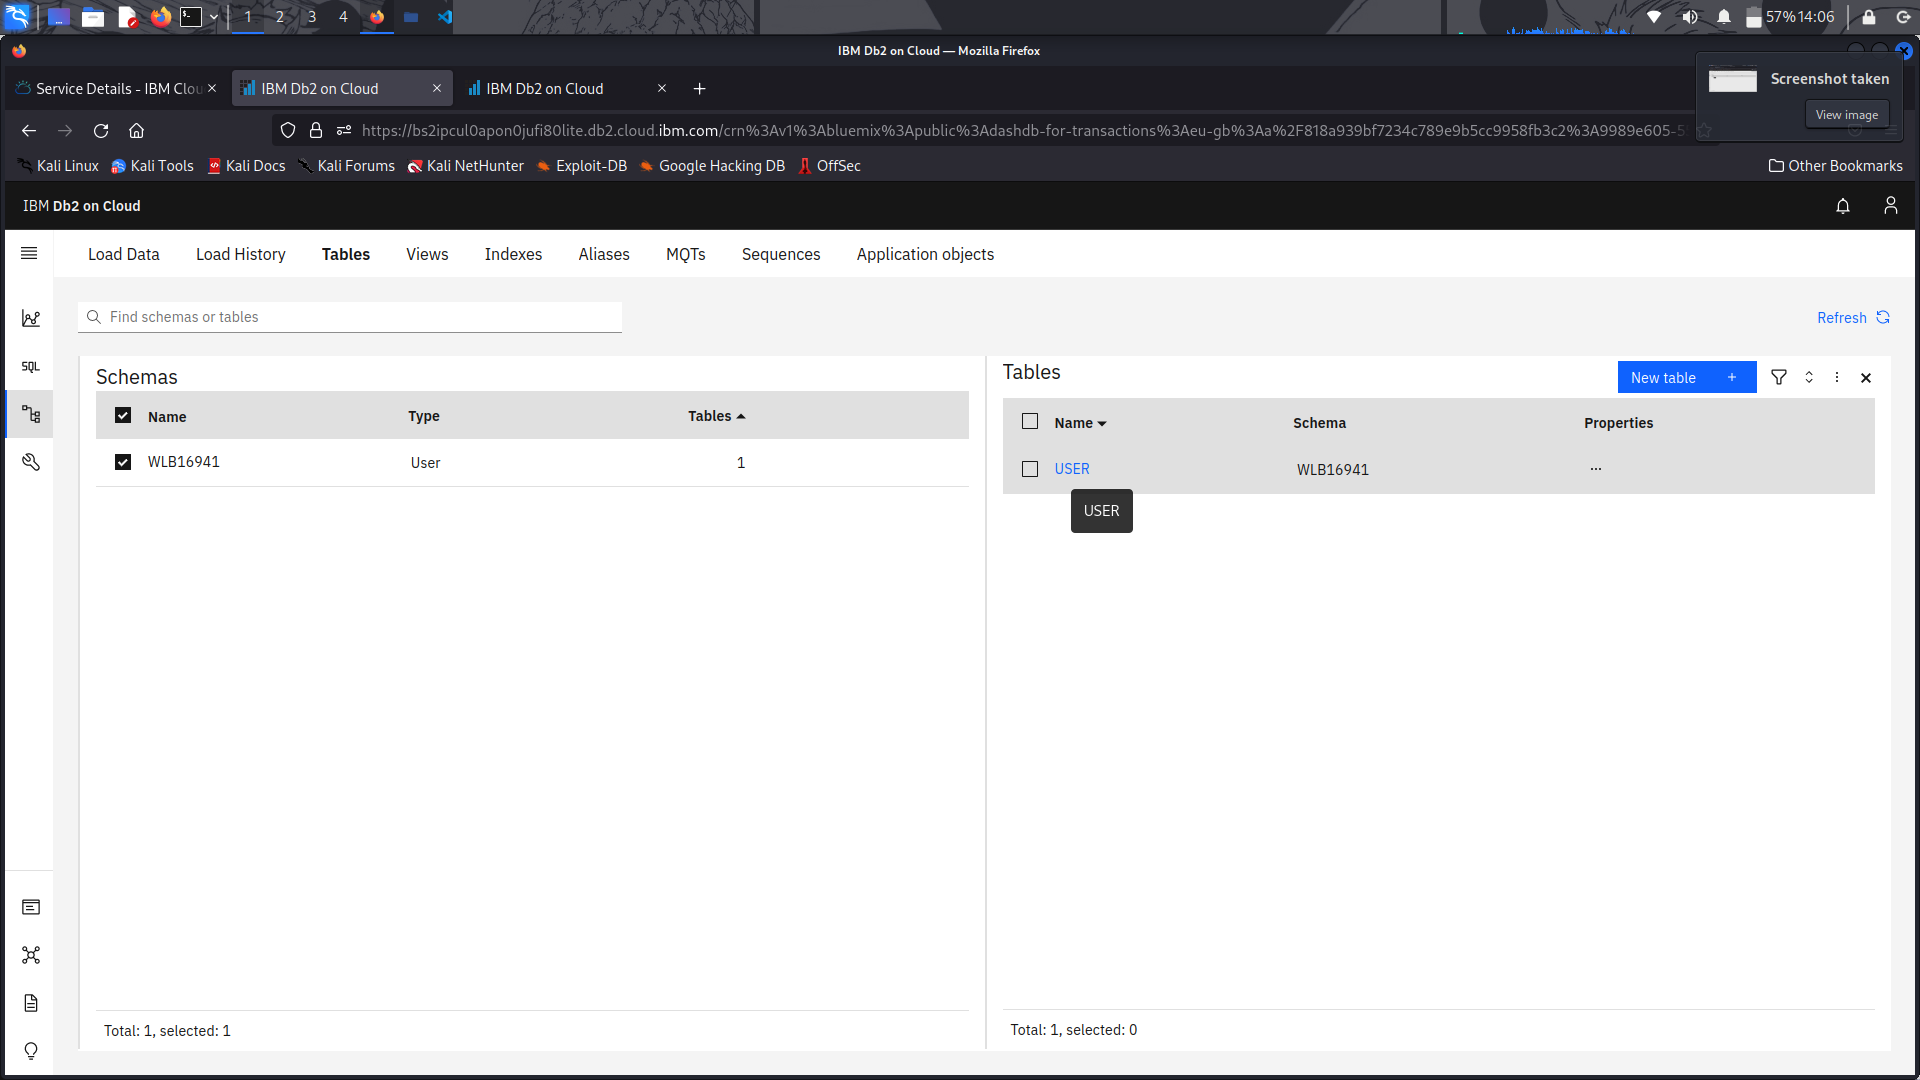 1 2 3 4 57% 14:06
IBM Db2 on Cloud — Mozilla Firefox
Service Details - IBM Clou
IBM Db2 on Cloud
IBM Db2 on Cloud
Screenshot taken
View image
https://bs2ipcul0apon0jufi80lite.db2.cloud.ibm.com/crn%3Av1%3Abluemix%3Apublic%3Adashdb-for-transactions%3Aeu-gb%3Aa%2F818a939bf7234c789e9b5cc9958fb3c2%3A9989e605-5
Kali Linux Kali Tools Kali Docs Kali Forums Kali NetHunter Exploit-DB Google Hacking DB OffSec Other Bookmarks
IBM Db2 on Cloud
Load Data Load History Tables Views Indexes Aliases MQTs Sequences Application objects
SQL
Find schemas or tables
Refresh
Schemas
Name Type Tables
WLB16941 User 1
Total: 1, selected: 1
Tables
New table +
Name Schema Properties
USER WLB16941 ...
USER
Total: 1, selected: 0